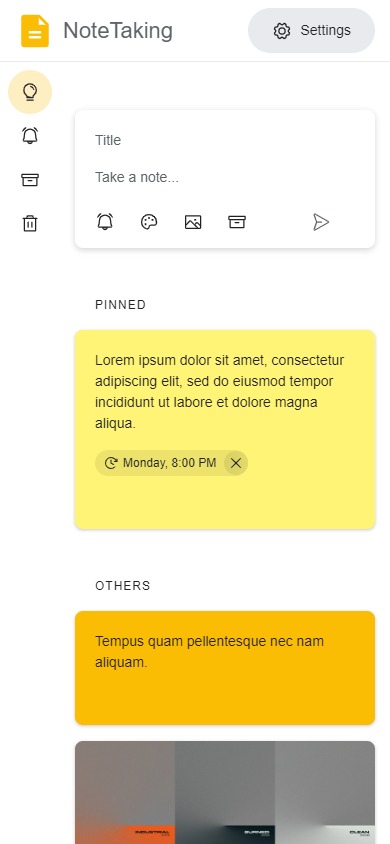 NoteTaking
Settings
Title
Take a note...
PINNED
Lorem ipsum dolor sit amet, consectetur
adipiscing elit, sed do eiusmod tempor
incididunt ut labore et dolore magna
aliqua.
Monday, 8:00 PM
OTHERS
Tempus quam pellentesque nec nam
aliquam.
INDUSTRIAL
BURNED
CLEAN